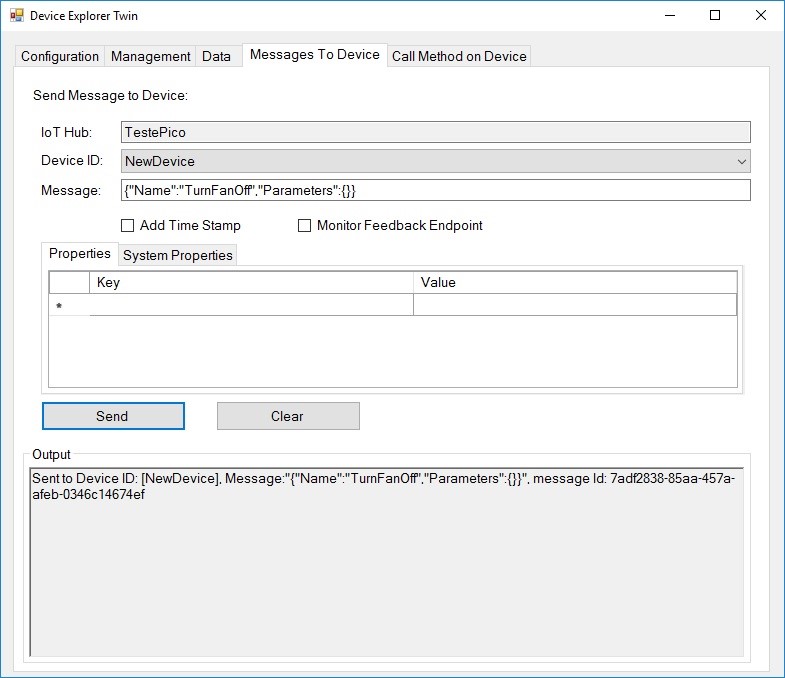 Device Explorer Twin
Configuration Management Data Messages To Device Call Method on Device
Send Message to Device:
IoT Hub: TestePico
Device ID: NewDevice
Message: {"Name":"TurnFanOff","Parameters":{}}
Add Time Stamp Monitor Feedback Endpoint
Properties System Properties
Key Value
*
Send Clear
Output
Sent to Device ID: [NewDevice], Message:"{"Name":"TurnFanOff","Parameters":{}}", message Id: 7adf2838-85aa-457a-
afeb-0346c14674ef